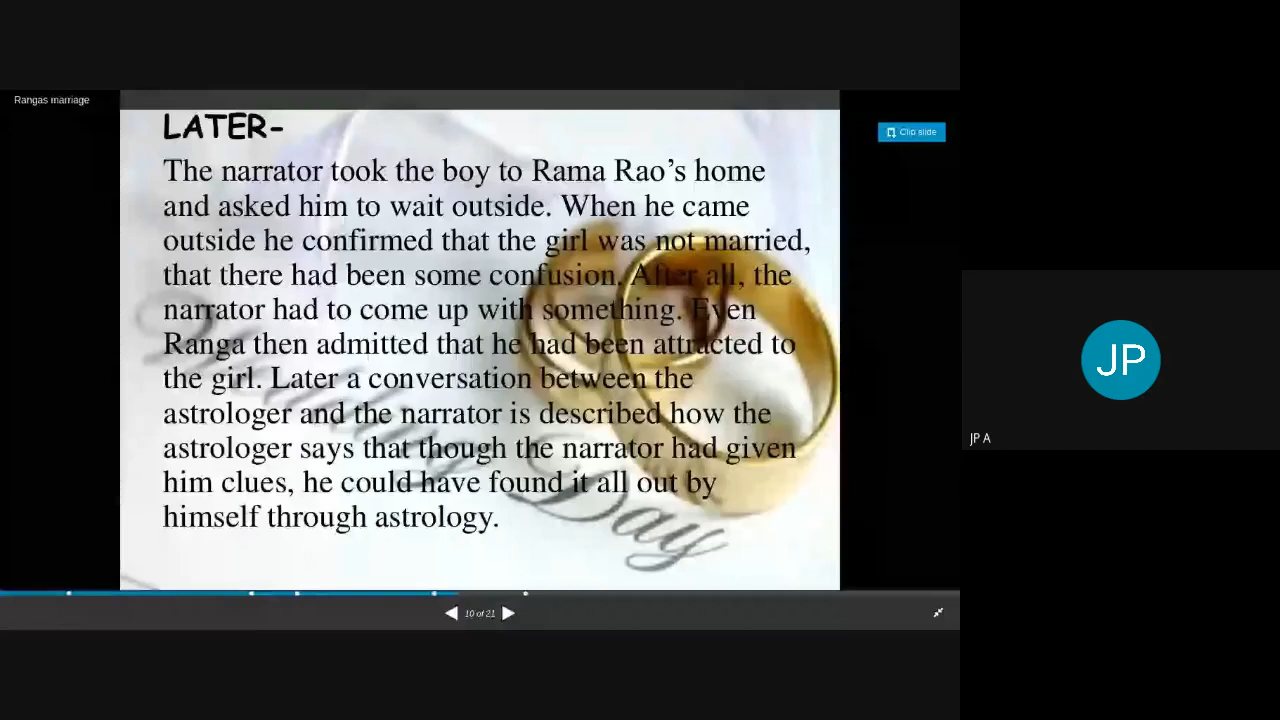 Rangas marriage
Clip slide
LATER-
The narrator took the boy to Rama Rao’s home
and asked him to wait outside. When he came
outside he confirmed that the girl was not married,
that there had been some confusion. After all, the
narrator had to come up with something. Even
Ranga then admitted that he had been attracted to
the girl. Later a conversation between the
astrologer and the narrator is described how the
astrologer says that though the narrator had given
him clues, he could have found it all out by
himself through astrology.
Wedding Day
10 of 21
JP
JP A